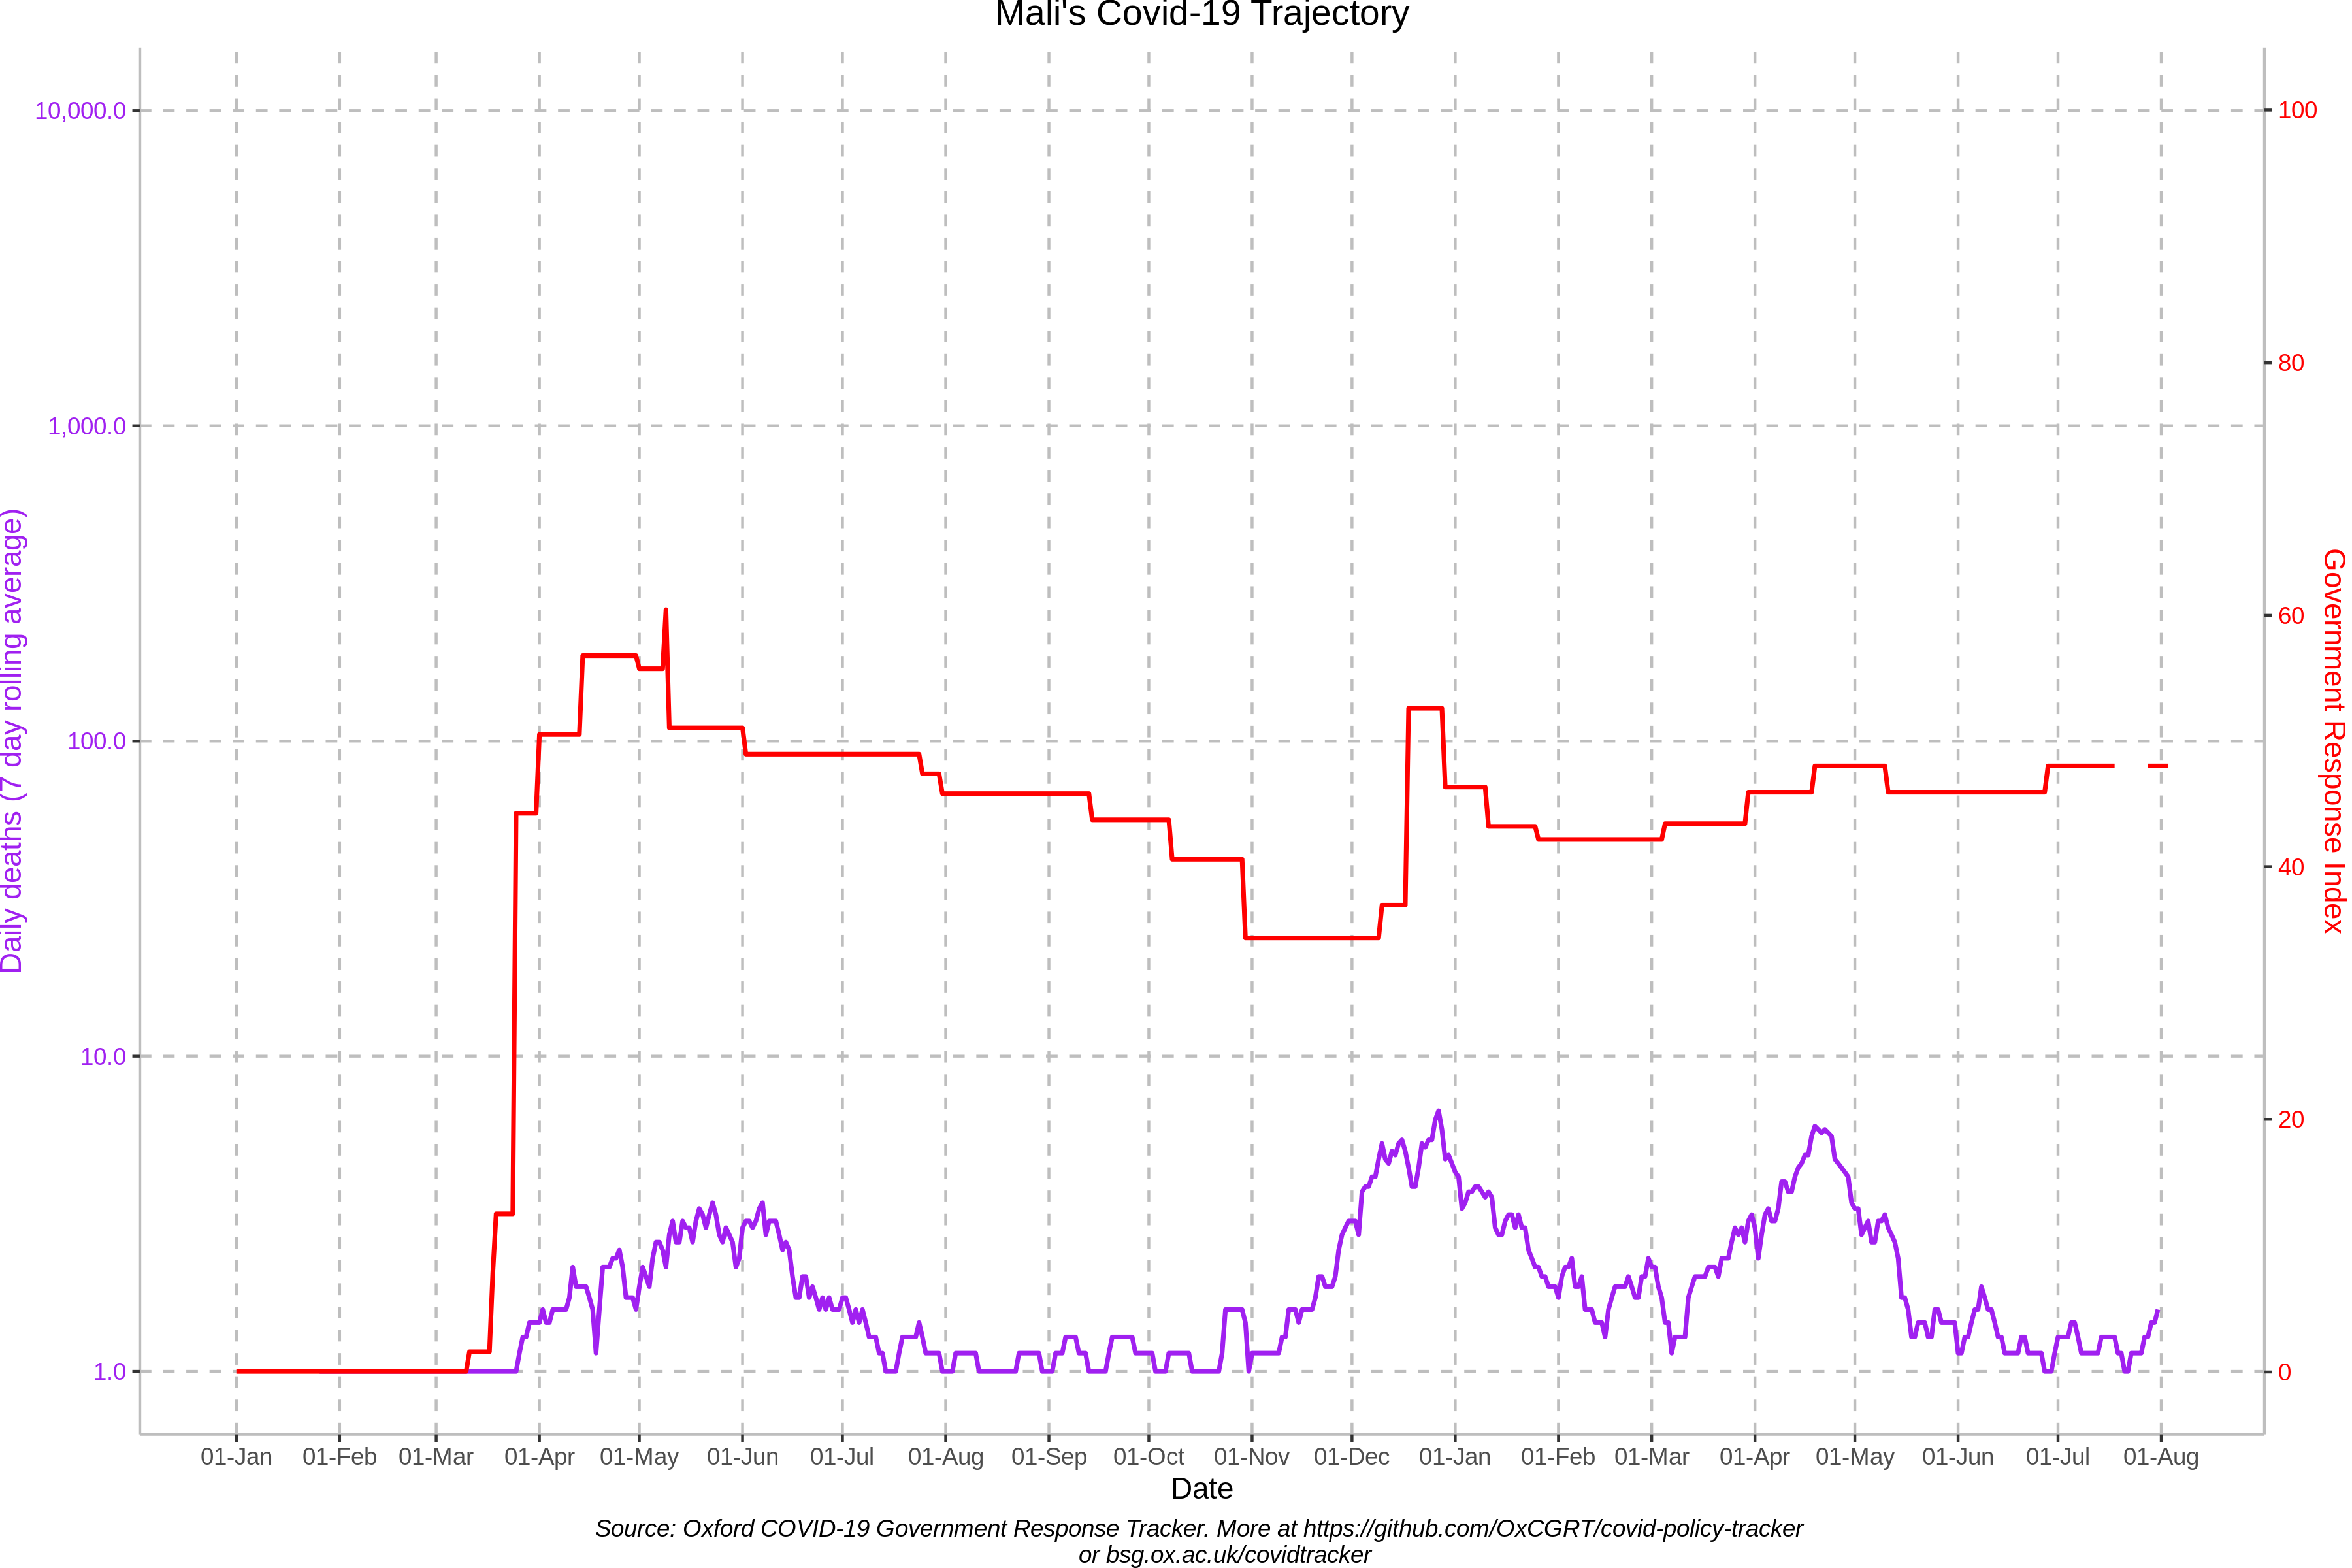 Mali's Covid-19 Trajectory
10,000.0
1,000.0
100.0
10.0
1.0
Daily deaths (7 day rolling average)
100
80
60
40
20
0
Government Response Index
01-Jan 01-Feb 01-Mar 01-Apr 01-May 01-Jun 01-Jul 01-Aug 01-Sep 01-Oct 01-Nov 01-Dec 01-Jan 01-Feb 01-Mar 01-Apr 01-May 01-Jun 01-Jul 01-Aug
Date
Source: Oxford COVID-19 Government Response Tracker. More at https://github.com/OxCGRT/covid-policy-tracker
or bsg.ox.ac.uk/covidtracker